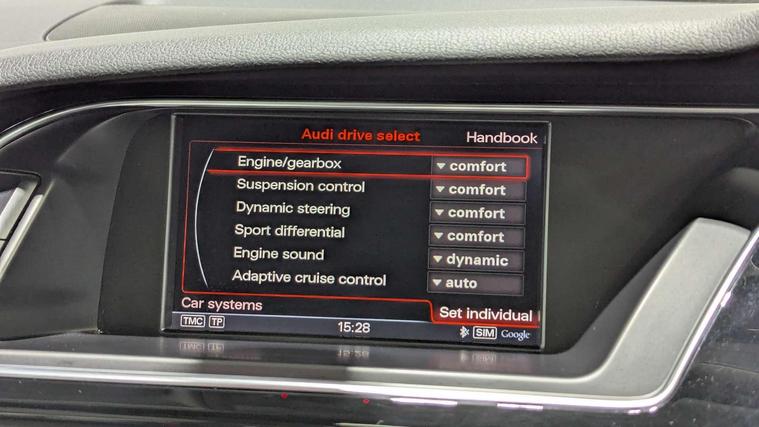 Audi drive select Handbook
Engine/gearbox comfort
Suspension control comfort
Dynamic steering comfort
Sport differential comfort
Engine sound dynamic
Adaptive cruise control auto
Car systems Set individual
TMC TP 15:28 SIM Google